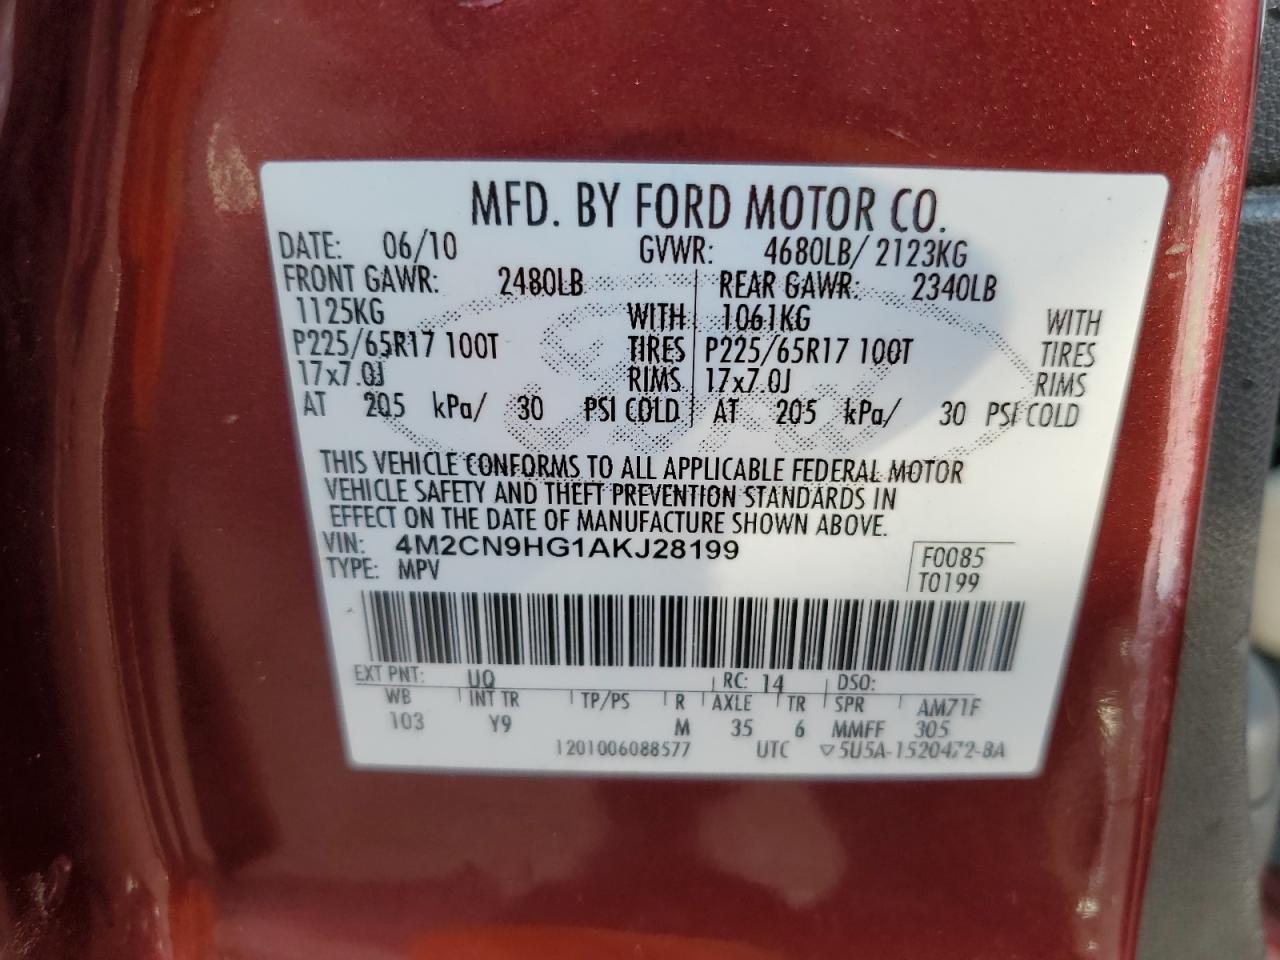 MFD. BY FORD MOTOR CO.
DATE: 06/10 GVWR: 4680LB/ 2123KG
FRONT GAWR: 2480LB REAR GAWR: 2340LB
1125KG WITH 1061KG WITH
P225/65R17 100T TIRES P225/65R17 100T TIRES
17x7.0J RIMS 17x7.0J RIMS
AT 205 kPa/ 30 PSI COLD AT 205 kPa/ 30 PSI COLD
THIS VEHICLE CONFORMS TO ALL APPLICABLE FEDERAL MOTOR
VEHICLE SAFETY AND THEFT PREVENTION STANDARDS IN
EFFECT ON THE DATE OF MANUFACTURE SHOWN ABOVE.
VIN: 4M2CN9HG1AKJ28199 F0085
TYPE: MPV T0199
EXT PNT: UQ RC: 14 DSO:
WB INT TR TP/PS R AXLE TR SPR AM71F
103 Y9 M 35 6 MMFF 305
1201006088577 UTC ▽5U5A-1520472-BA